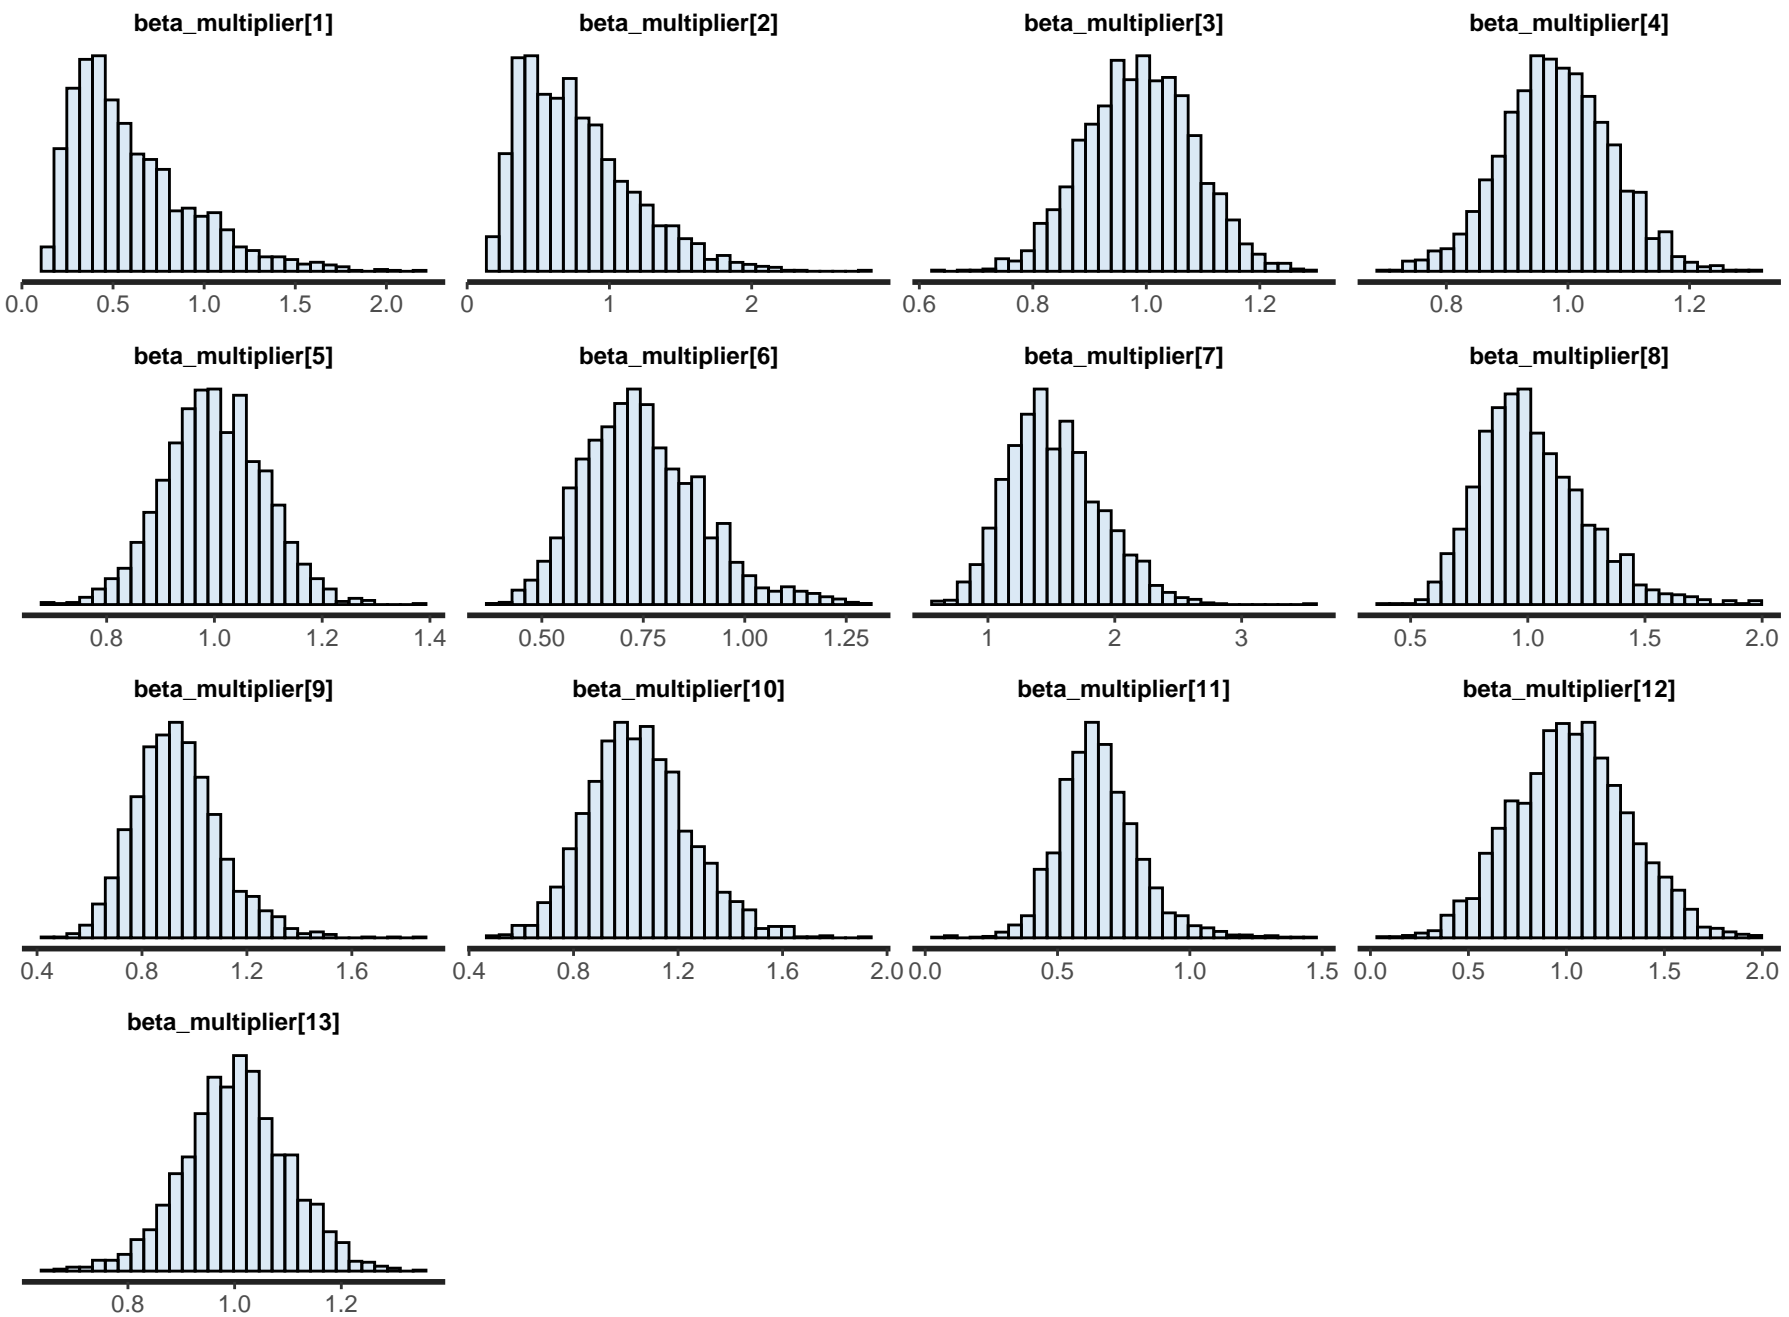 beta_multiplier[1] beta_multiplier[2] beta_multiplier[3] beta_multiplier[4]
0.0 0.5 1.0 1.5 2.0 0 1 2 0.6 0.8 1.0 1.2 0.8 1.0 1.2
beta_multiplier[5] beta_multiplier[6] beta_multiplier[7] beta_multiplier[8]
0.8 1.0 1.2 1.4 0.50 0.75 1.00 1.25 1 2 3 0.5 1.0 1.5 2.0
beta_multiplier[9] beta_multiplier[10] beta_multiplier[11] beta_multiplier[12]
0.4 0.8 1.2 1.6 0.4 0.8 1.2 1.6 2.0 0.0 0.5 1.0 1.5 0.0 0.5 1.0 1.5 2.0
beta_multiplier[13]
0.8 1.0 1.2